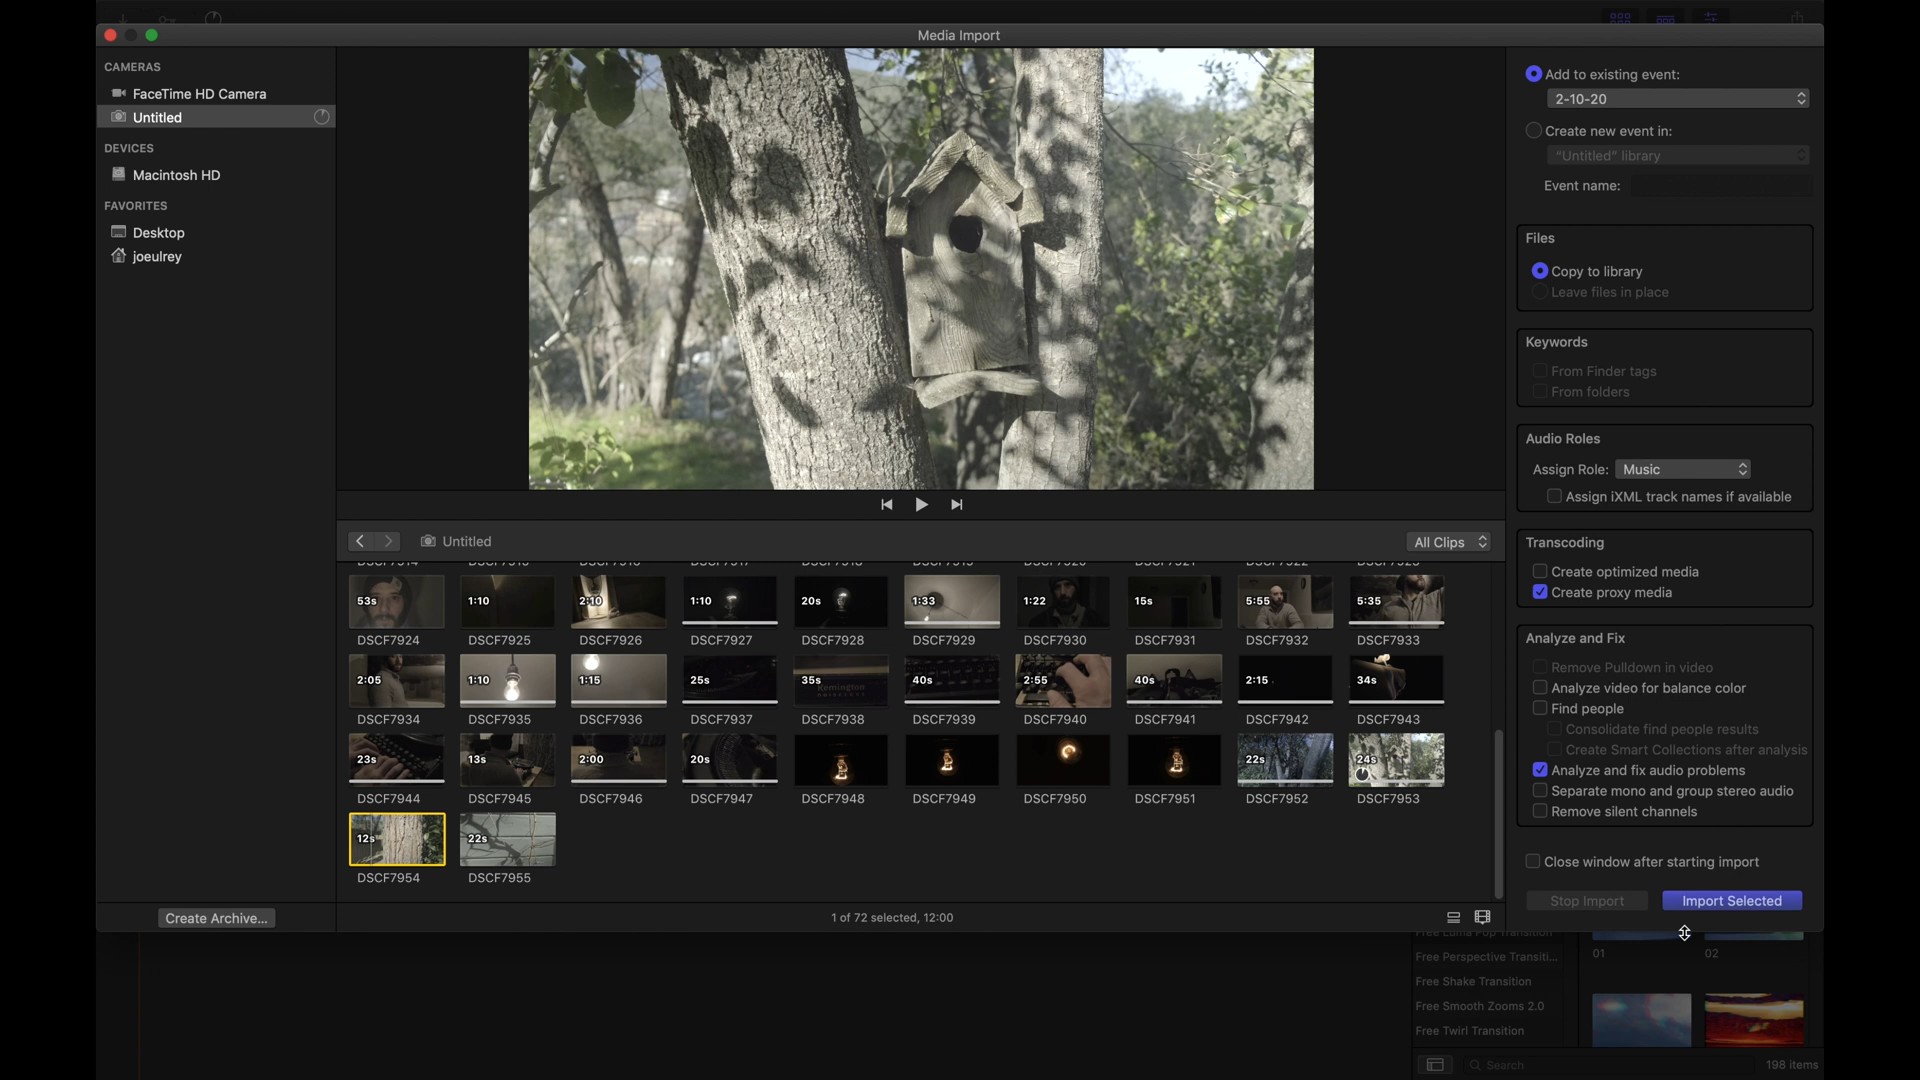 Media Import
CAMERAS
FaceTime HD Camera
Untitled
DEVICES
Macintosh HD
FAVORITES
Desktop
joeulrey
Create Archive...
Untitled
All Clips
53s
1:10
2:10
1:10
20s
1:33
1:22
15s
5:55
5:35
DSCF7924
DSCF7925
DSCF7926
DSCF7927
DSCF7928
DSCF7929
DSCF7930
DSCF7931
DSCF7932
DSCF7933
2:05
1:10
1:15
25s
35s
Remington
40s
2:55
40s
2:15
34s
DSCF7934
DSCF7935
DSCF7936
DSCF7937
DSCF7938
DSCF7939
DSCF7940
DSCF7941
DSCF7942
DSCF7943
23s
13s
2:00
20s
22s
24s
DSCF7944
DSCF7945
DSCF7946
DSCF7947
DSCF7948
DSCF7949
DSCF7950
DSCF7951
DSCF7952
DSCF7953
12s
22s
DSCF7954
DSCF7955
1 of 72 selected, 12:00
Add to existing event:
2-10-20
Create new event in:
"Untitled" library
Event name:
Files
Copy to library
Leave files in place
Keywords
From Finder tags
From folders
Audio Roles
Assign Role: Music
Assign iXML track names if available
Transcoding
Create optimized media
Create proxy media
Analyze and Fix
Remove Pulldown in video
Analyze video for balance color
Find people
Consolidate find people results
Create Smart Collections after analysis
Analyze and fix audio problems
Separate mono and group stereo audio
Remove silent channels
Close window after starting import
Stop Import
Import Selected
Free Luma Pop Transition
Free Perspective Transiti...
Free Shake Transition
Free Smooth Zooms 2.0
Free Twirl Transition
01
02
Search
198 items